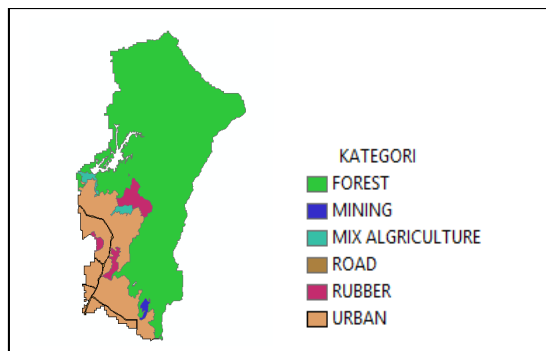 KATEGORI
FOREST
MINING
MIX ALGRICULTURE
ROAD
RUBBER
URBAN